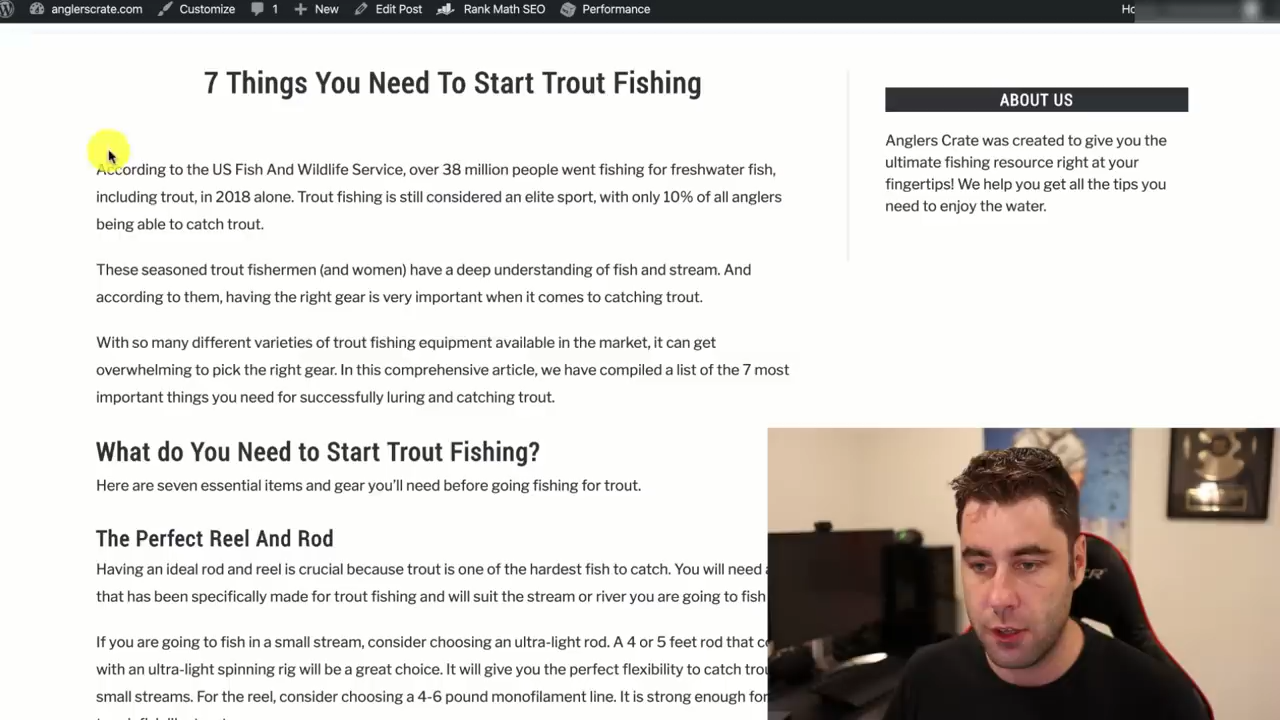 anglerscrate.com Customize 1 New Edit Post Rank Math SEO Performance
7 Things You Need To Start Trout Fishing
According to the US Fish And Wildlife Service, over 38 million people went fishing for freshwater fish,
including trout, in 2018 alone. Trout fishing is still considered an elite sport, with only 10% of all anglers
being able to catch trout.
These seasoned trout fishermen (and women) have a deep understanding of fish and stream. And
according to them, having the right gear is very important when it comes to catching trout.
With so many different varieties of trout fishing equipment available in the market, it can get
overwhelming to pick the right gear. In this comprehensive article, we have compiled a list of the 7 most
important things you need for successfully luring and catching trout.
What do You Need to Start Trout Fishing?
Here are seven essential items and gear you’ll need before going fishing for trout.
The Perfect Reel And Rod
Having an ideal rod and reel is crucial because trout is one of the hardest fish to catch. You will need
that has been specifically made for trout fishing and will suit the stream or river you are going to fish
If you are going to fish in a small stream, consider choosing an ultra-light rod. A 4 or 5 feet rod that
with an ultra-light spinning rig will be a great choice. It will give you the perfect flexibility to catch
small streams. For the reel, consider choosing a 4-6 pound monofilament line. It is strong enough for
ABOUT US
Anglers Crate was created to give you the
ultimate fishing resource right at your
fingertips! We help you get all the tips you
need to enjoy the water.